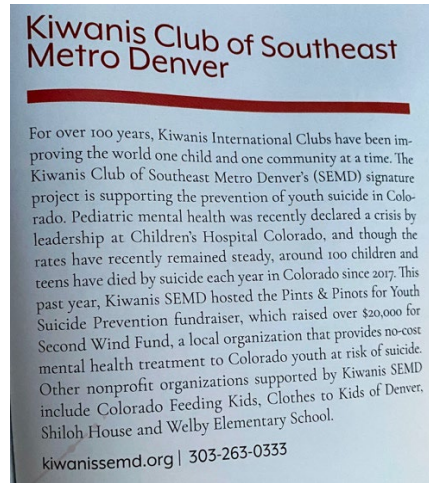 Kiwanis Club of Southeast
Metro Denver
For over 100 years, Kiwanis International Clubs have been im-
proving the world one child and one community at a time. The
Kiwanis Club of Southeast Metro Denver's (SEMD) signature
project is supporting the prevention of youth suicide in Colo-
rado. Pediatric mental health was recently declared a crisis by
leadership at Children's Hospital Colorado, and though the
rates have recently remained steady, around 100 children and
teens have died by suicide each year in Colorado since 2017. This
past year, Kiwanis SEMD hosted the Pints & Pinots for Youth
Suicide Prevention fundraiser, which raised over $20,000 for
Second Wind Fund, a local organization that provides no-cost
mental health treatment to Colorado youth at risk of suicide.
Other nonprofit organizations supported by Kiwanis SEMD
include Colorado Feeding Kids, Clothes to Kids of Denver,
Shiloh House and Welby Elementary School.
kiwanissemd.org | 303-263-0333